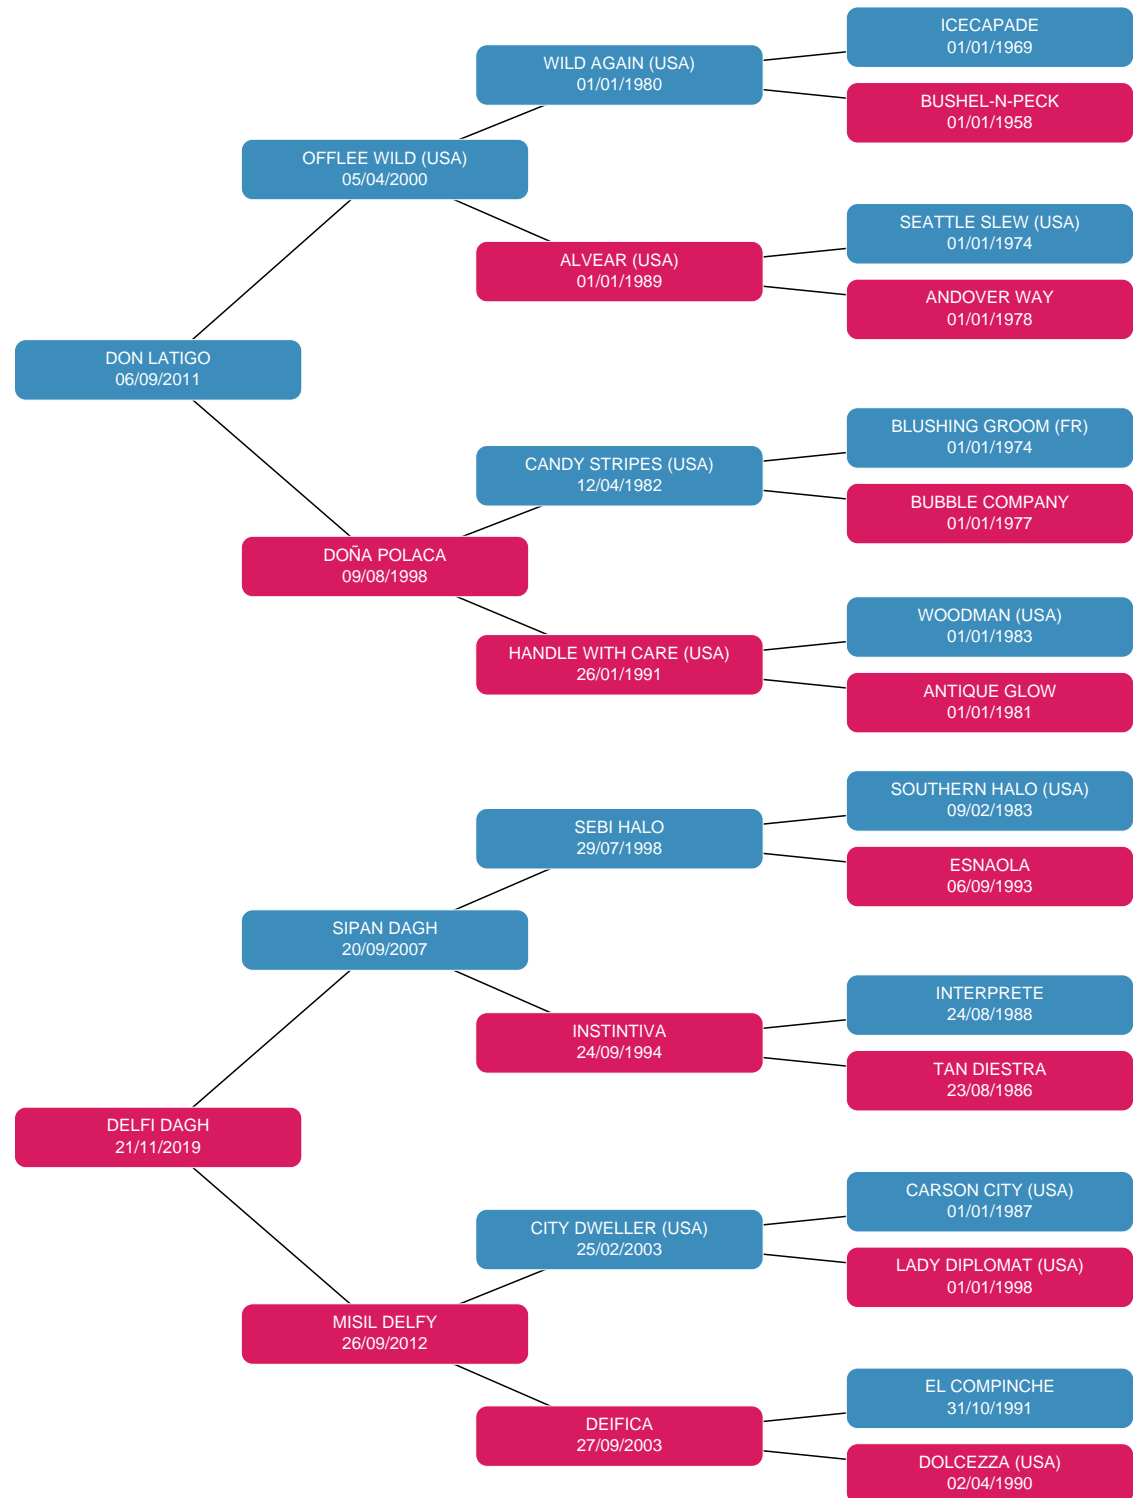 ICECAPADE
01/01/1969
WILD AGAIN (USA)
01/01/1980
BUSHEL-N-PECK
01/01/1958
OFFLEE WILD (USA)
05/04/2000
SEATTLE SLEW (USA)
01/01/1974
ALVEAR (USA)
01/01/1989
ANDOVER WAY
01/01/1978
DON LATIGO
06/09/2011
BLUSHING GROOM (FR)
01/01/1974
CANDY STRIPES (USA)
12/04/1982
BUBBLE COMPANY
01/01/1977
DOÑA POLACA
09/08/1998
WOODMAN (USA)
01/01/1983
HANDLE WITH CARE (USA)
26/01/1991
ANTIQUE GLOW
01/01/1981
SOUTHERN HALO (USA)
09/02/1983
SEBI HALO
29/07/1998
ESNAOLA
06/09/1993
SIPAN DAGH
20/09/2007
INTERPRETE
24/08/1988
INSTINTIVA
24/09/1994
TAN DIESTRA
23/08/1986
DELFI DAGH
21/11/2019
CARSON CITY (USA)
01/01/1987
CITY DWELLER (USA)
25/02/2003
LADY DIPLOMAT (USA)
01/01/1998
MISIL DELFY
26/09/2012
EL COMPINCHE
31/10/1991
DEIFICA
27/09/2003
DOLCEZZA (USA)
02/04/1990